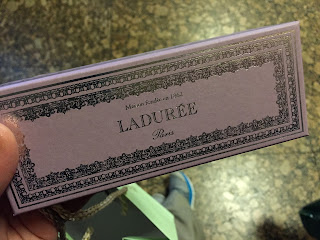 Maison fondée en 1862
LADURÉE
Paris